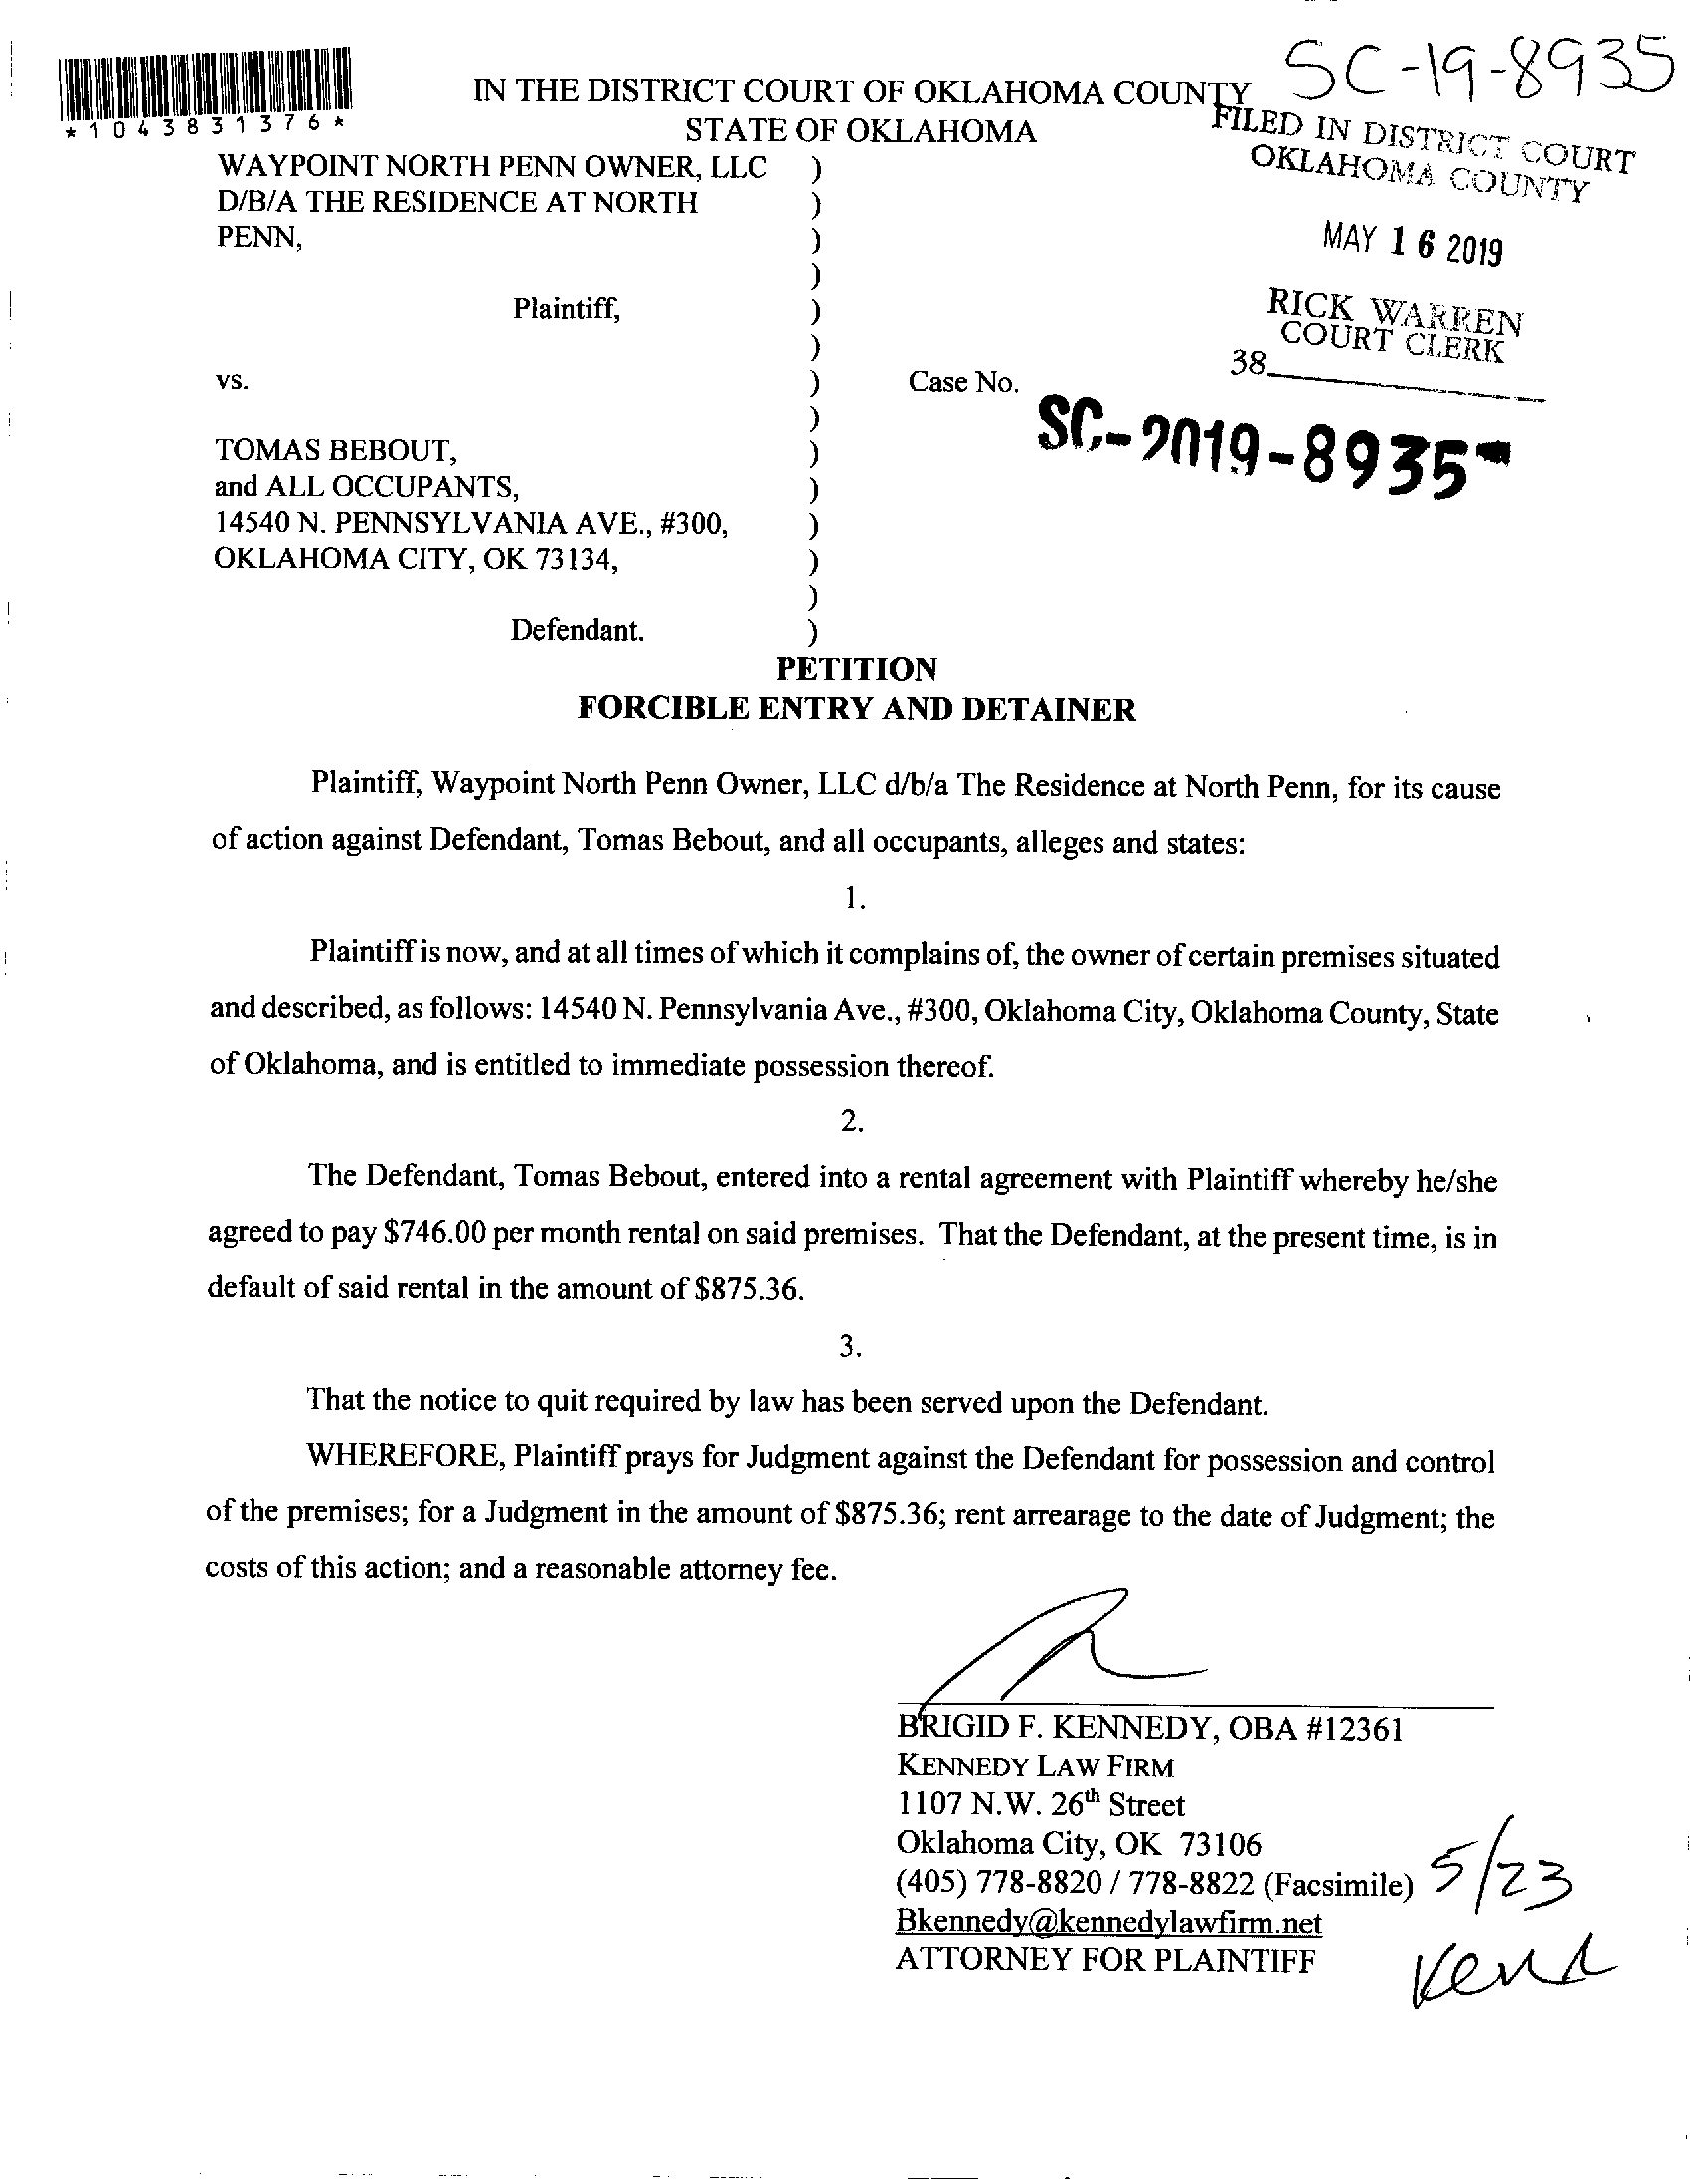 SC-19-8935
*1043831376*
IN THE DISTRICT COURT OF OKLAHOMA COUNTY
STATE OF OKLAHOMA
FILED IN DISTRICT COURT
OKLAHOMA COUNTY
MAY 16 2019
RICK WARREN
COURT CLERK
38
WAYPOINT NORTH PENN OWNER, LLC )
D/B/A THE RESIDENCE AT NORTH )
PENN, )
)
Plaintiff, )
)
vs. ) Case No.
SC-2019-8935-
)
TOMAS BEBOUT, )
and ALL OCCUPANTS, )
14540 N. PENNSYLVANIA AVE., #300, )
OKLAHOMA CITY, OK 73134, )
)
Defendant. )
PETITION
FORCIBLE ENTRY AND DETAINER
Plaintiff, Waypoint North Penn Owner, LLC d/b/a The Residence at North Penn, for its cause
of action against Defendant, Tomas Bebout, and all occupants, alleges and states:
1.
Plaintiff is now, and at all times of which it complains of, the owner of certain premises situated
and described, as follows: 14540 N. Pennsylvania Ave., #300, Oklahoma City, Oklahoma County, State
of Oklahoma, and is entitled to immediate possession thereof.
2.
The Defendant, Tomas Bebout, entered into a rental agreement with Plaintiff whereby he/she
agreed to pay $746.00 per month rental on said premises. That the Defendant, at the present time, is in
default of said rental in the amount of $875.36.
3.
That the notice to quit required by law has been served upon the Defendant.
WHEREFORE, Plaintiff prays for Judgment against the Defendant for possession and control
of the premises; for a Judgment in the amount of $875.36; rent arrearage to the date of Judgment; the
costs of this action; and a reasonable attorney fee.
BRIGID F. KENNEDY, OBA #12361
KENNEDY LAW FIRM
1107 N.W. 26th Street
Oklahoma City, OK 73106
(405) 778-8820 / 778-8822 (Facsimile)
Bkennedy@kennedylawfirm.net
ATTORNEY FOR PLAINTIFF
5/23